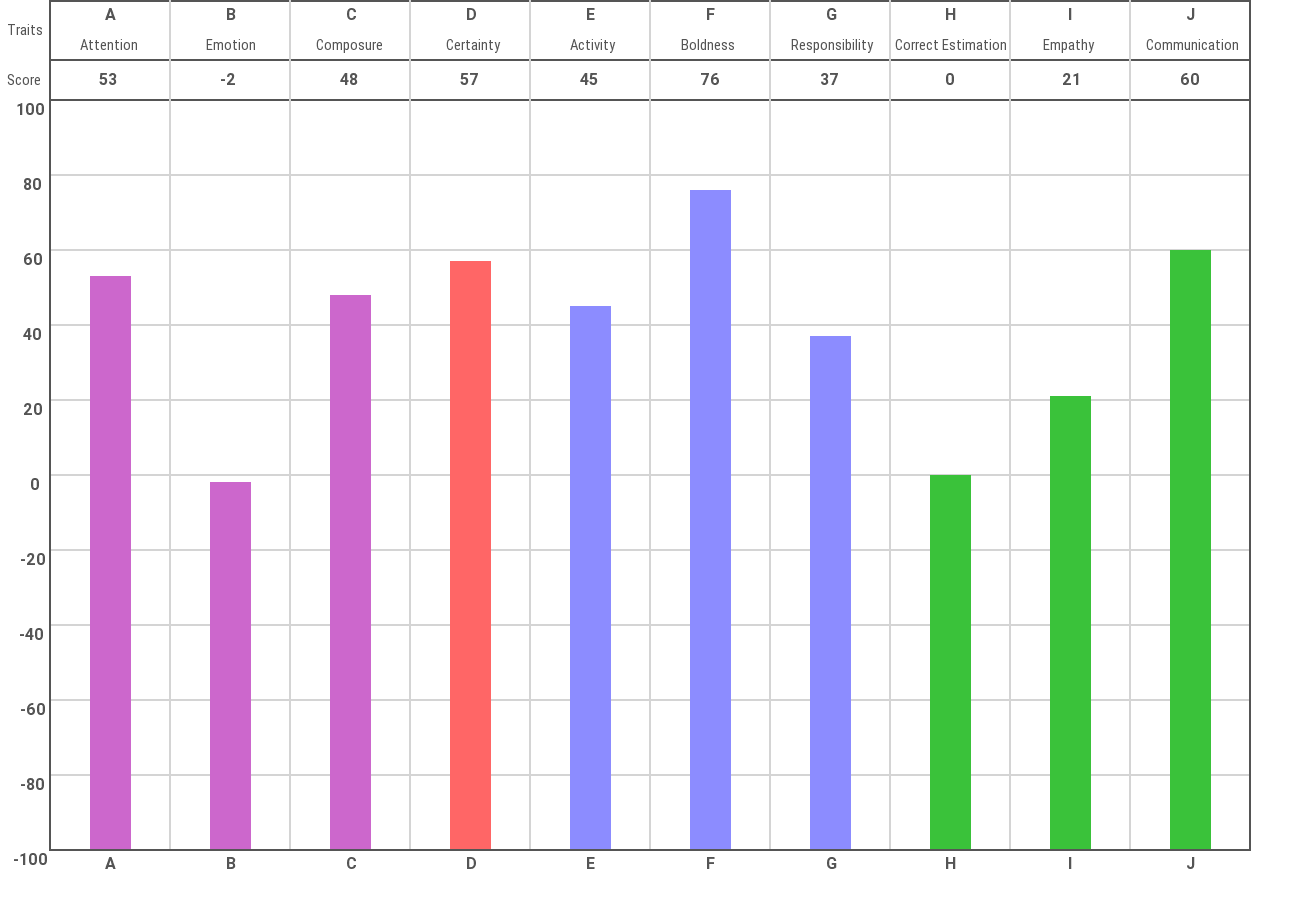 A B C D E F G H I J
Traits
Attention Emotion Composure Certainty Activity Boldness Responsibility Correct Estimation Empathy Communication
Score 53 -2 48 57 45 76 37 0 21 60
100
80
60
40
20
0
-20
-40
-60
-80
-100
A B C D E F G H I J